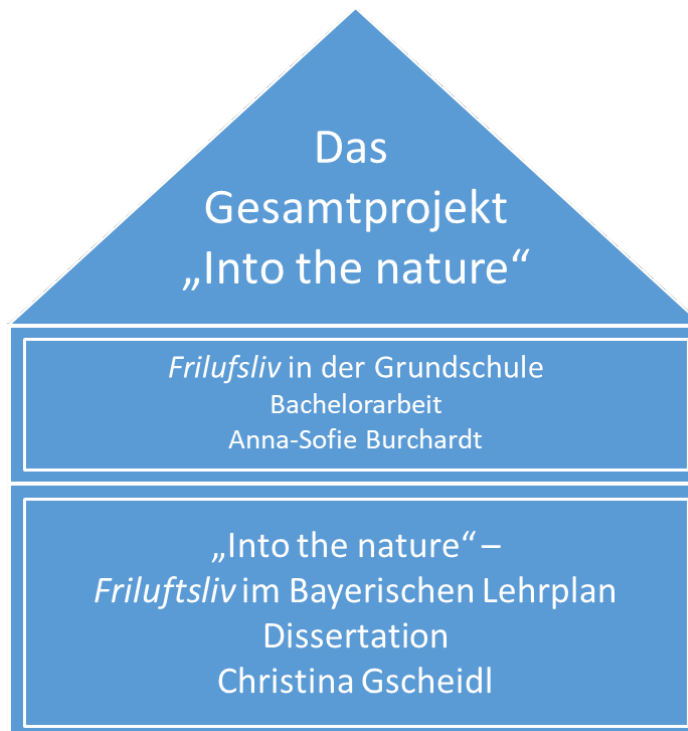 Das
Gesamtprojekt
„Into the nature“
Frilufsliv in der Grundschule
Bachelorarbeit
Anna-Sofie Burchardt
„Into the nature“ –
Friluftsliv im Bayerischen Lehrplan
Dissertation
Christina Gscheidl